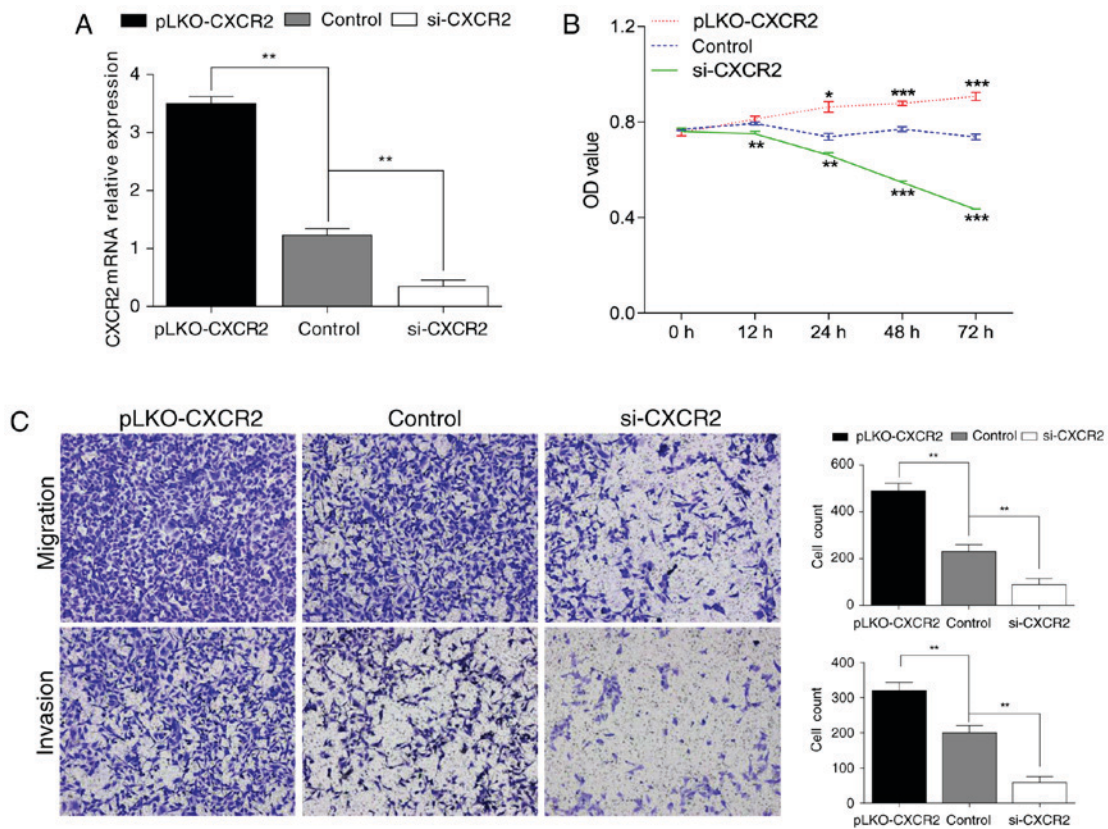 A
pLKO-CXCR2 Control si-CXCR2
CXCR2 mRNA relative expression
4
3
2
1
0
**
**
pLKO-CXCR2 Control si-CXCR2
B
pLKO-CXCR2
Control
si-CXCR2
OD value
1.2
0.8
0.4
0.0
* *** ***
** ** *** ***
0 h 12 h 24 h 48 h 72 h
C
pLKO-CXCR2 Control si-CXCR2
Migration
Invasion
pLKO-CXCR2 Control si-CXCR2
Cell count
600
400
200
0
**
**
pLKO-CXCR2 Control si-CXCR2
Cell count
400
300
200
100
0
**
**
pLKO-CXCR2 Control si-CXCR2